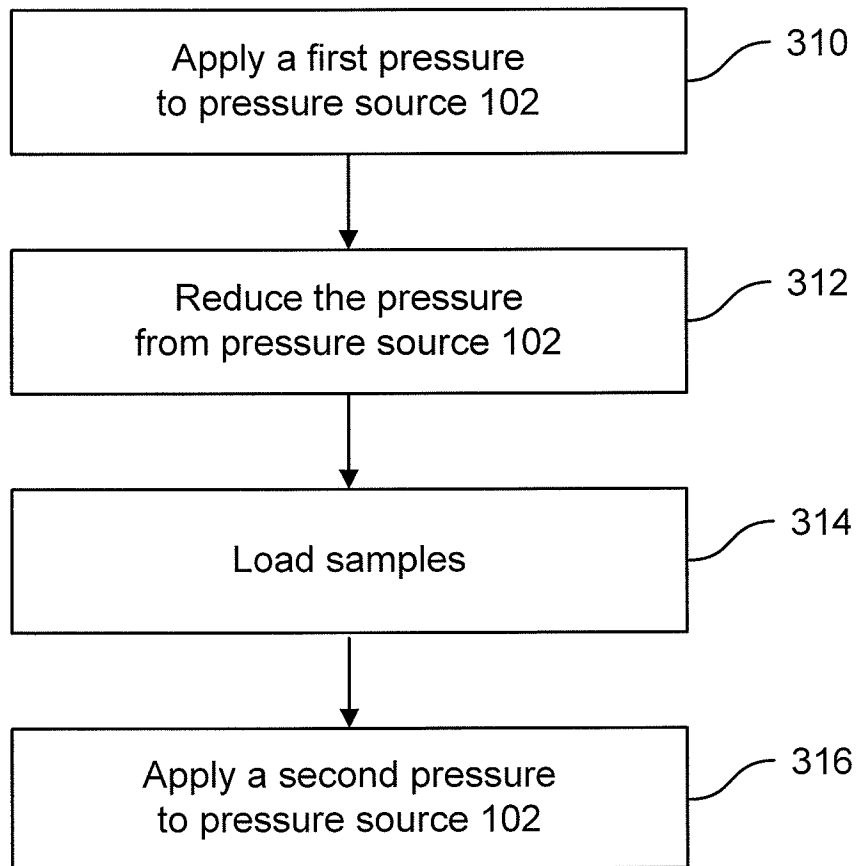 Apply a first pressure
to pressure source 102
310
Reduce the pressure
from pressure source 102
312
Load samples
314
Apply a second pressure
to pressure source 102
316